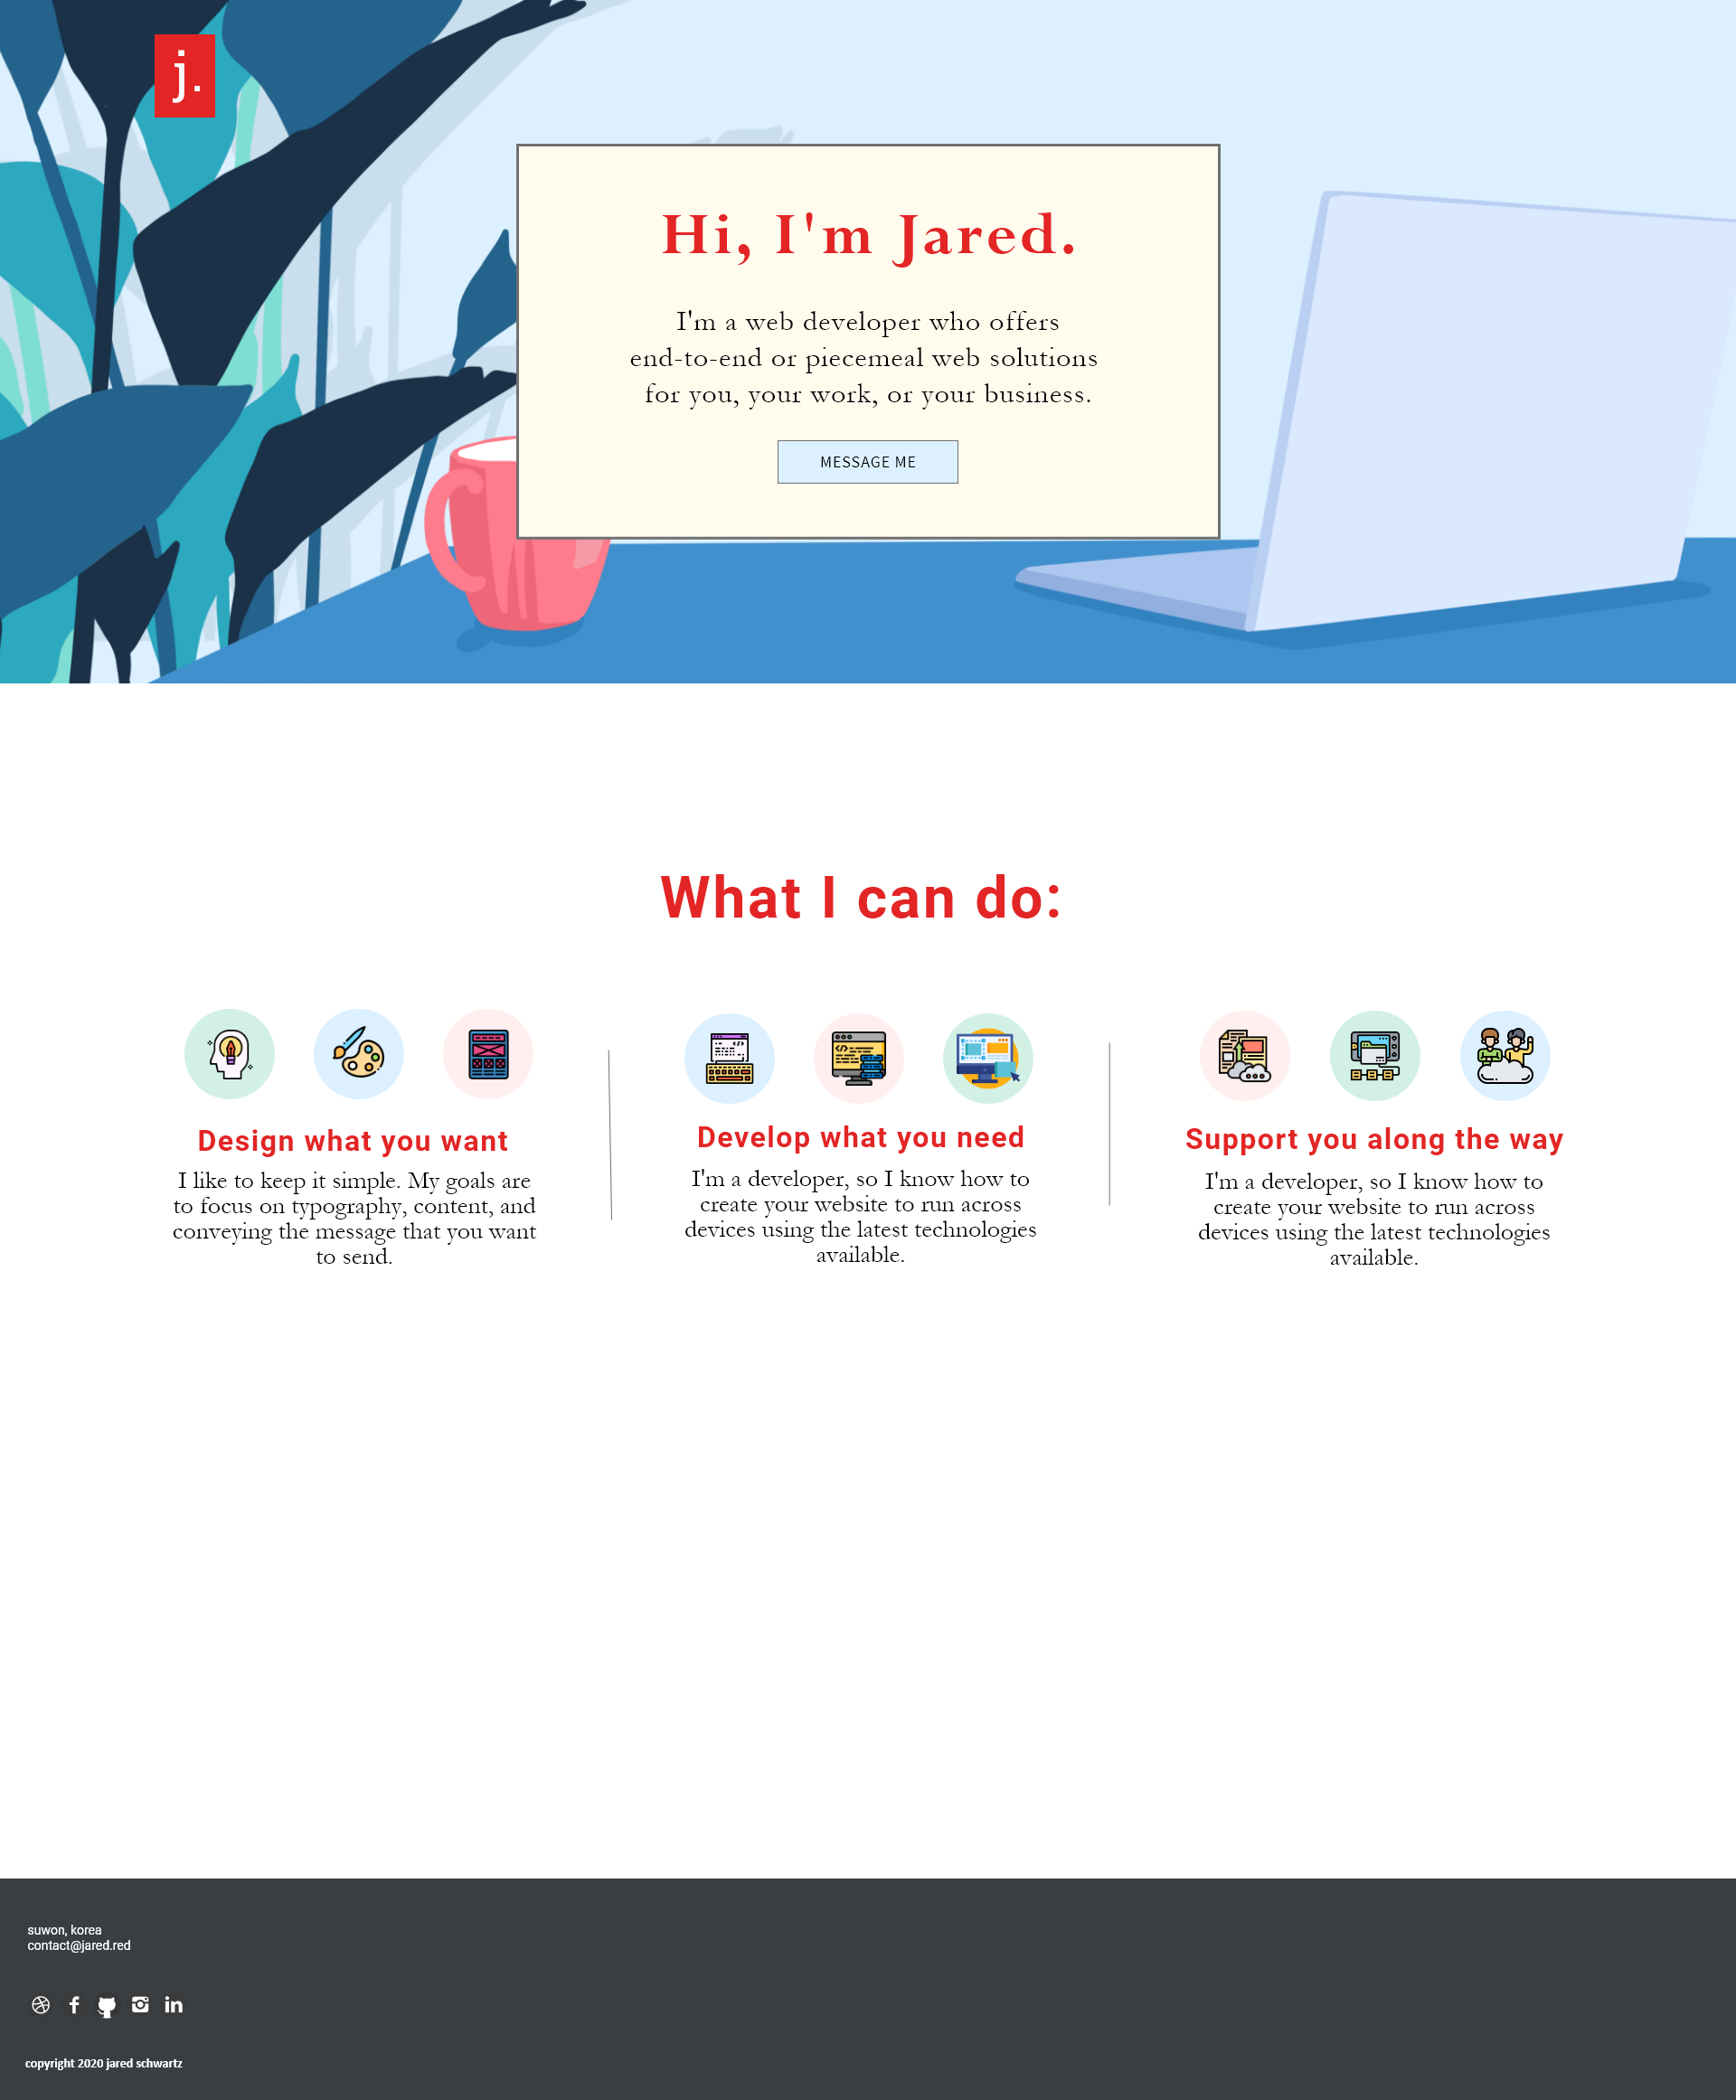 j.
Hi, I'm Jared.
I'm a web developer who offers
end-to-end or piecemeal web solutions
for you, your work, or your business.
MESSAGE ME
What I can do:
Design what you want
I like to keep it simple. My goals are
to focus on typography, content, and
conveying the message that you want
to send.
Develop what you need
I'm a developer, so I know how to
create your website to run across
devices using the latest technologies
available.
Support you along the way
I'm a developer, so I know how to
create your website to run across
devices using the latest technologies
available.
suwon, korea
contact@jared.red
copyright 2020 jared schwartz